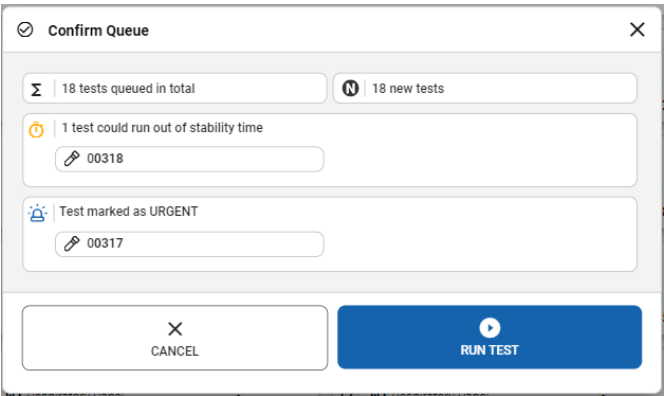 Confirm Queue
Σ 18 tests queued in total
N 18 new tests
1 test could run out of stability time
00318
Test marked as URGENT
00317
CANCEL
RUN TEST